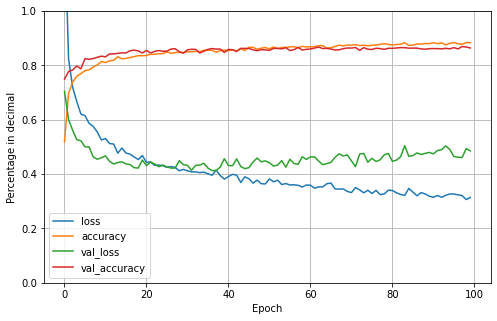 1.0
0.8
0.6
0.4
0.2
0.0
Percentage in decimal
loss
accuracy
val_loss
val_accuracy
0 20 40 60 80 100
Epoch